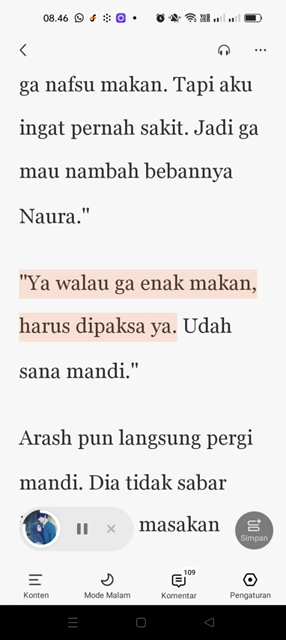 08.46
ga nafsu makan. Tapi aku
ingat pernah sakit. Jadi ga
mau nambah bebannya
Naura."
"Ya walau ga enak makan,
harus dipaksa ya. Udah
sana mandi."
Arash pun langsung pergi
mandi. Dia tidak sabar
masakan
Simpan
109
Konten
Mode Malam
Komentar
Pengaturan